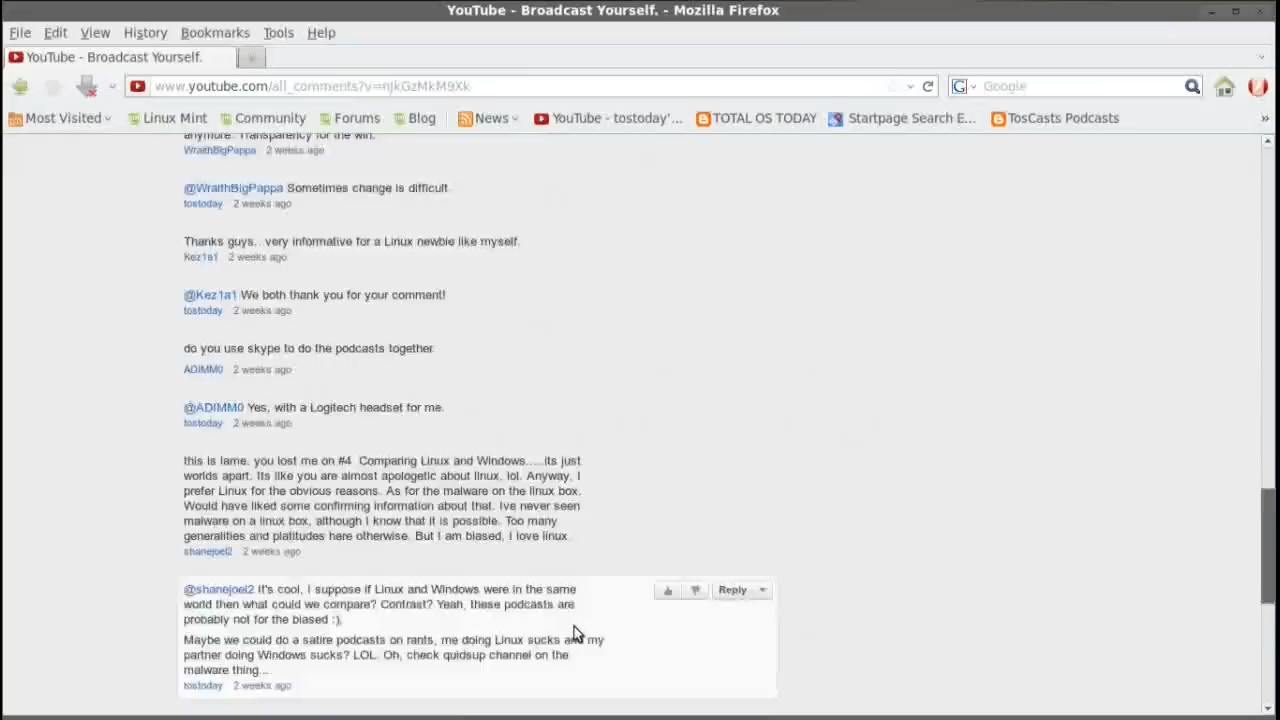 YouTube - Broadcast Yourself. - Mozilla Firefox
File Edit View History Bookmarks Tools Help
YouTube - Broadcast Yourself.
www.youtube.com/all_comments?v=nJkGzMkM9Xk
Google
Most Visited Linux Mint Community Forums Blog News YouTube - tostoday'... TOTAL OS TODAY Startpage Search E... TosCasts Podcasts »
anymore. Transparency for the win.
WraithBigPappa 2 weeks ago
@WraithBigPappa Sometimes change is difficult.
tostoday 2 weeks ago
Thanks guys.. very informative for a Linux newbie like myself.
Kez1a1 2 weeks ago
@Kez1a1 We both thank you for your comment!
tostoday 2 weeks ago
do you use skype to do the podcasts together
ADIMM0 2 weeks ago
@ADIMM0 Yes, with a Logitech headset for me.
tostoday 2 weeks ago
this is lame. you lost me on #4 Comparing Linux and Windows.....its just
worlds apart. Its like you are almost apologetic about linux, lol. Anyway, I
prefer Linux for the obvious reasons. As for the malware on the linux box.
Would have liked some confirming information about that. Ive never seen
malware on a linux box, although I know that it is possible. Too many
generalities and platitudes here otherwise. But I am biased, I love linux.
shanejoel2 2 weeks ago
@shanejoel2 It's cool, I suppose if Linux and Windows were in the same
Reply
world then what could we compare? Contrast? Yeah, these podcasts are
probably not for the biased :).
Maybe we could do a satire podcasts on rants, me doing Linux sucks and my
partner doing Windows sucks? LOL. Oh, check quidsup channel on the
malware thing...
tostoday 2 weeks ago